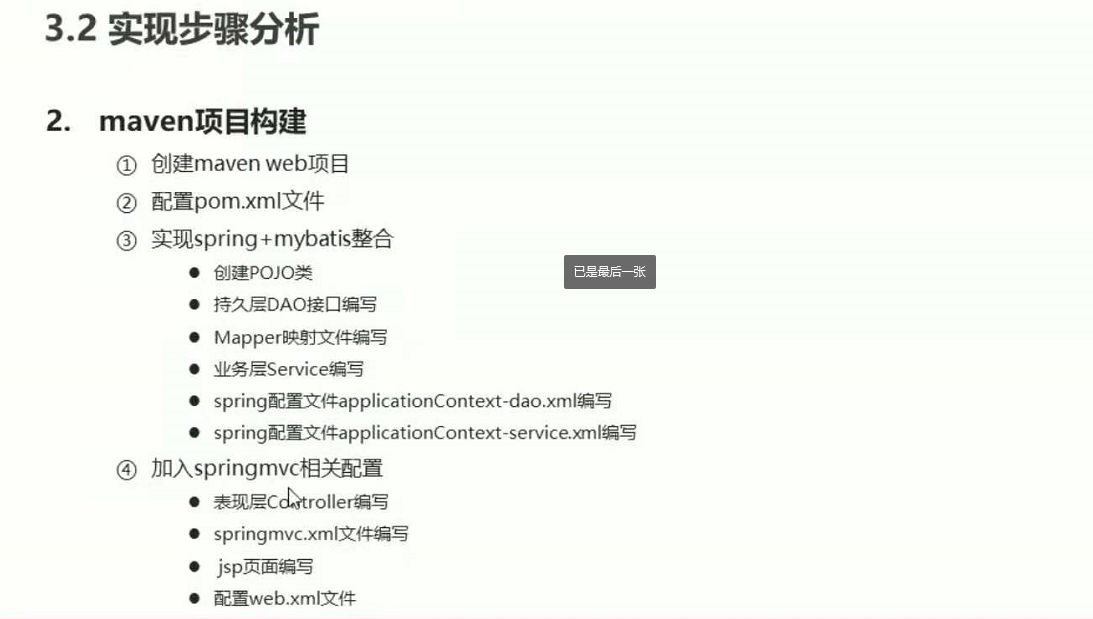 3.2 实现步骤分析
2. maven项目构建
① 创建maven web项目
② 配置pom.xml文件
③ 实现spring+mybatis整合
● 创建POJO类
已是最后一张
● 持久层DAO接口编写
● Mapper映射文件编写
● 业务层Service编写
● spring配置文件applicationContext-dao.xml编写
● spring配置文件applicationContext-service.xml编写
④ 加入springmvc相关配置
● 表现层Controller编写
● springmvc.xml文件编写
● jsp页面编写
● 配置web.xml文件